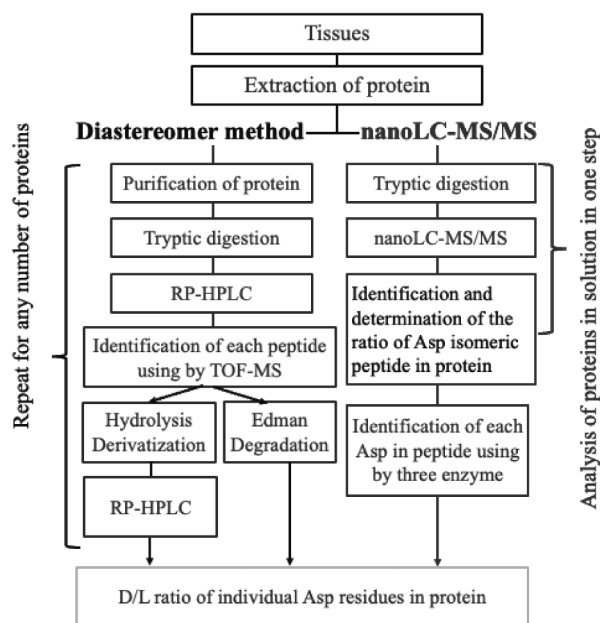 Tissues
Extraction of protein
Diastereomer method
nanoLC-MS/MS
Repeat for any number of proteins
Purification of protein
Tryptic digestion
RP-HPLC
Identification of each peptide
using by TOF-MS
Hydrolysis
Derivatization
Edman
Degradation
RP-HPLC
Tryptic digestion
nanoLC-MS/MS
Identification and
determination of the
ratio of Asp isomeric
peptide in protein
Identification of each
Asp in peptide using
by three enzyme
Analysis of proteins in solution in one step
D/L ratio of individual Asp residues in protein